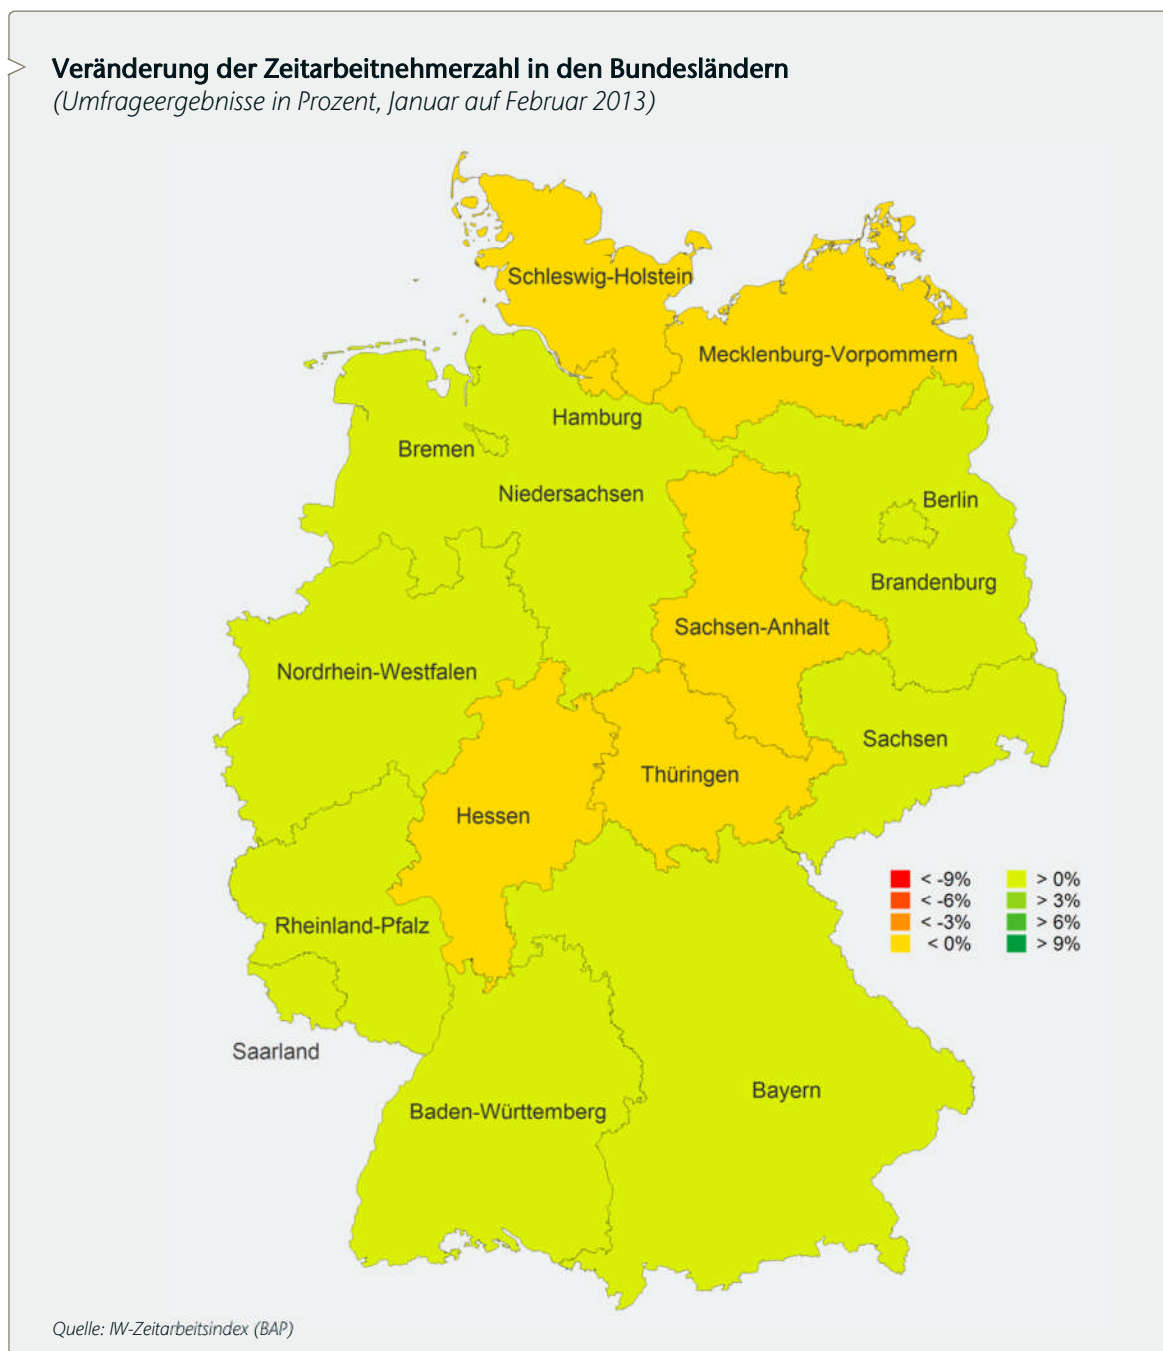 Veränderung der Zeitarbeitnehmerzahl in den Bundesländern
(Umfrageergebnisse in Prozent, Januar auf Februar 2013)
Schleswig-Holstein
Mecklenburg-Vorpommern
Hamburg
Bremen
Niedersachsen
Berlin
Brandenburg
Sachsen-Anhalt
Nordrhein-Westfalen
Sachsen
Thüringen
Hessen
< -9% > 0%
< -6% > 3%
< -3% > 6%
< 0% > 9%
Rheinland-Pfalz
Saarland
Bayern
Baden-Württemberg
Quelle: IW-Zeitarbeitsindex (BAP)